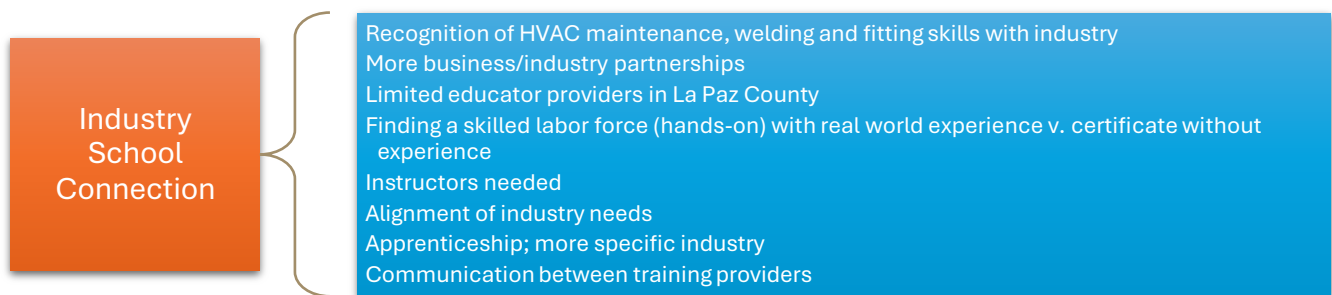 Industry
School
Connection
Recognition of HVAC maintenance, welding and fitting skills with industry
More business/industry partnerships
Limited educator providers in La Paz County
Finding a skilled labor force (hands-on) with real world experience v. certificate without
experience
Instructors needed
Alignment of industry needs
Apprenticeship; more specific industry
Communication between training providers